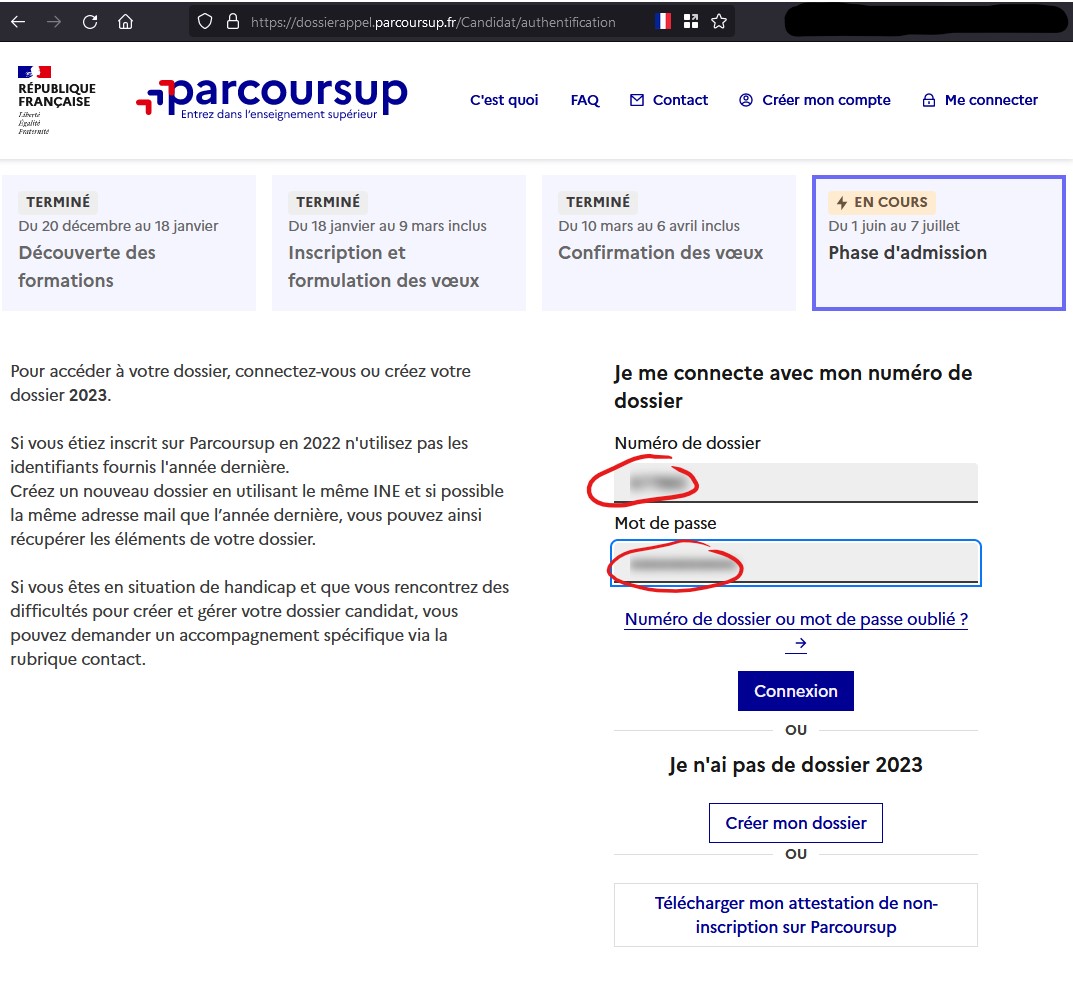 https://dossierappel.parcoursup.fr/Candidat/authentification
RÉPUBLIQUE
FRANÇAISE
Liberté
Égalité
Fraternité
parcoursup
Entrez dans l'enseignement supérieur
C'est quoi
FAQ
Contact
Créer mon compte
Me connecter
TERMINÉ
Du 20 décembre au 18 janvier
Découverte des
formations
TERMINÉ
Du 18 janvier au 9 mars inclus
Inscription et
formulation des vœux
TERMINÉ
Du 10 mars au 6 avril inclus
Confirmation des vœux
EN COURS
Du 1 juin au 7 juillet
Phase d'admission
Pour accéder à votre dossier, connectez-vous ou créez votre
dossier 2023.
Si vous étiez inscrit sur Parcoursup en 2022 n'utilisez pas les
identifiants fournis l'année dernière.
Créez un nouveau dossier en utilisant le même INE et si possible
la même adresse mail que l’année dernière, vous pouvez ainsi
récupérer les éléments de votre dossier.
Si vous êtes en situation de handicap et que vous rencontrez des
difficultés pour créer et gérer votre dossier candidat, vous
pouvez demander un accompagnement spécifique via la
rubrique contact.
Je me connecte avec mon numéro de
dossier
Numéro de dossier
Mot de passe
Numéro de dossier ou mot de passe oublié ?
Connexion
OU
Je n'ai pas de dossier 2023
Créer mon dossier
OU
Télécharger mon attestation de non-
inscription sur Parcoursup